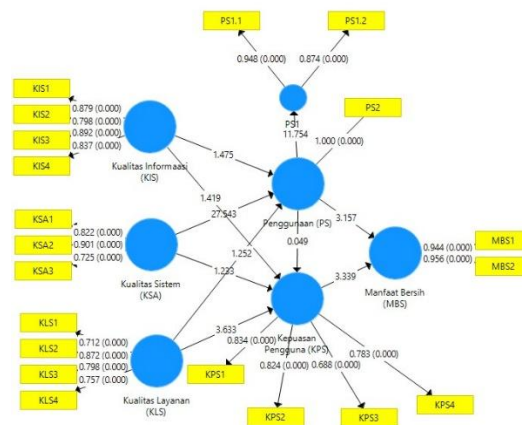 PS1.1
PS1.2
0.948 (0.000)
0.874 (0.000)
KIS1
KIS2
KIS3
KIS4
0.879 (0.000)
0.798 (0.000)
0.892 (0.000)
0.837 (0.000)
Kualitas Informaasi
(KIS)
PS1
11.754
PS2
1.000 (0.000)
1.475
1.419
27.543
1.252
Penggunaan (PS)
3.157
0.049
KSA1
KSA2
KSA3
0.822 (0.000)
0.901 (0.000)
0.725 (0.000)
Kualitas Sistem
(KSA)
1.233
3.633
3.339
0.944 (0.000)
0.956 (0.000)
MBS1
MBS2
Manfaat Bersih
(MBS)
KLS1
KLS2
KLS3
KLS4
0.712 (0.000)
0.872 (0.000)
0.798 (0.000)
0.757 (0.000)
Kualitas Layanan
(KLS)
Kepuasan
Pengguna (KPS)
0.834 (0.000)
0.824 (0.000)
0.688 (0.000)
0.783 (0.000)
KPS1
KPS2
KPS3
KPS4